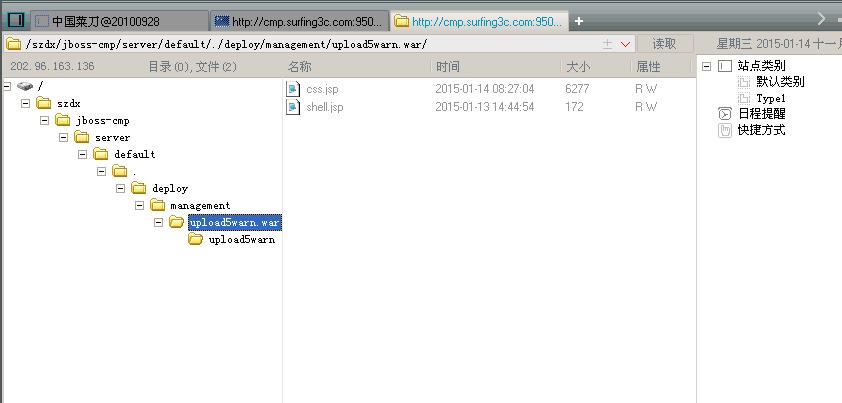 中国菜刀@20100928 http://cmp.surfing3c.com:950... http://cmp.surfing3c.com:950... +
/szdx/jboss-cmp/server/default/./deploy/management/upload5warn.war/ 读取 星期三 2015-01-14 十一月
202.96.163.136 目录(0),文件(2) 名称 时间 大小 属性
/
szdx
jboss-cmp
server
default
.
deploy
management
upload5warn.war
upload5warn
css.jsp 2015-01-14 08:27:04 6277 R W
shell.jsp 2015-01-13 14:44:54 172 R W
站点类别
默认类别
Type1
日程提醒
快捷方式